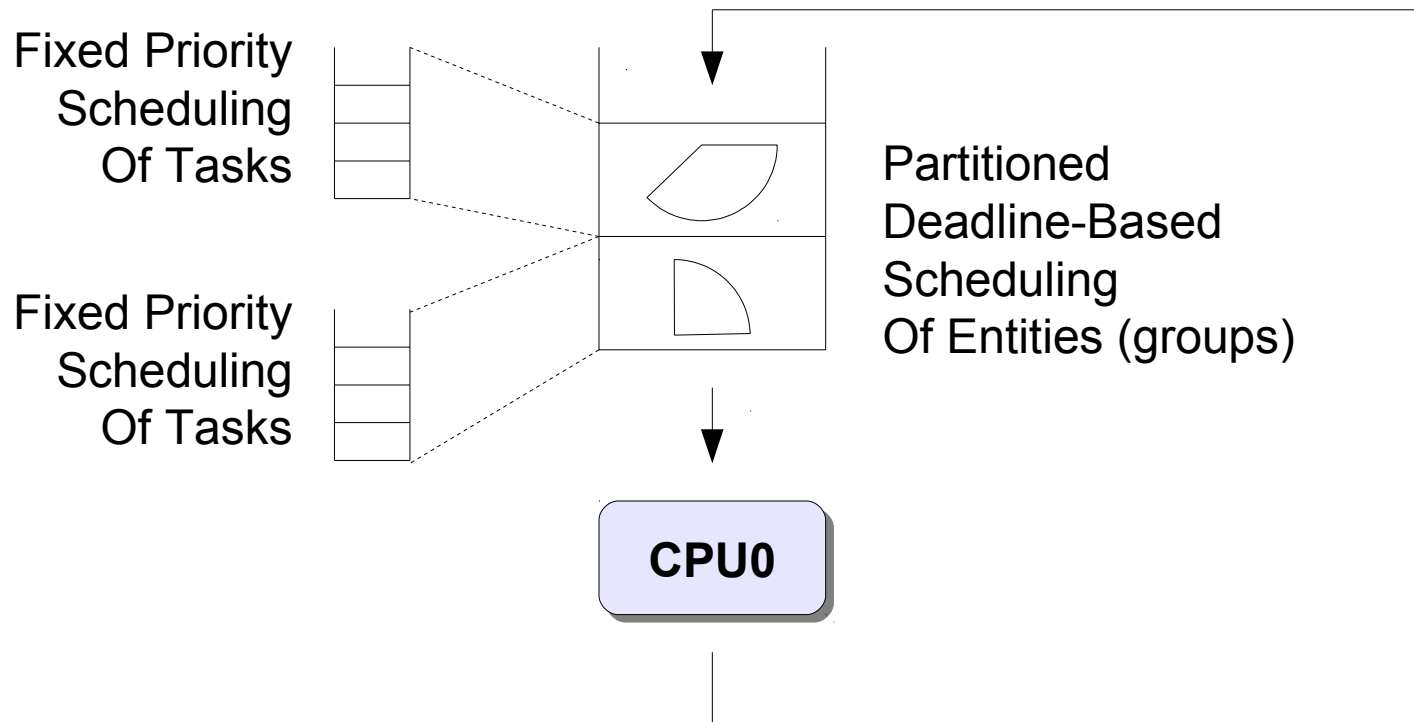 Fixed Priority
Scheduling
Of Tasks
Partitioned
Deadline-Based
Scheduling
Of Entities (groups)
Fixed Priority
Scheduling
Of Tasks
CPU0